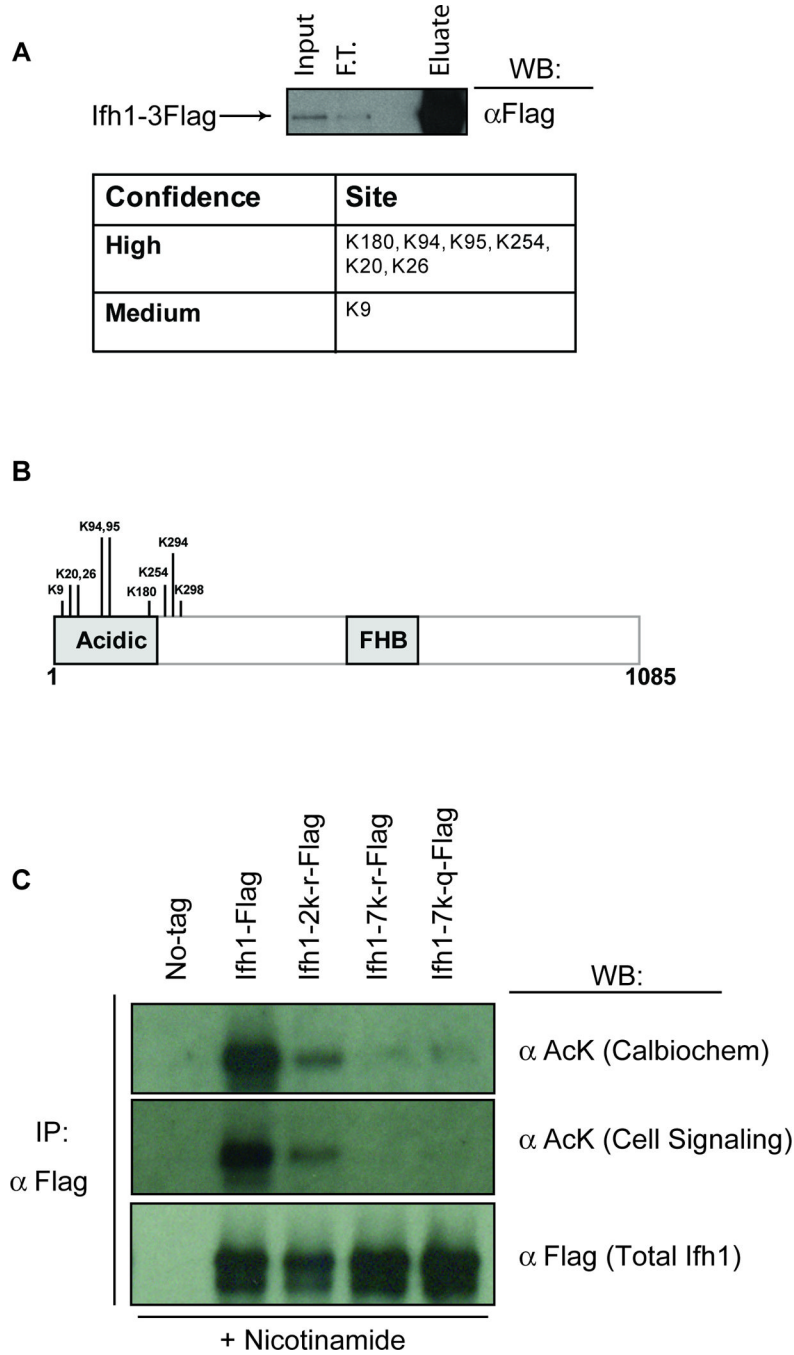 A
Input
F.T.
Eluate
WB:
Ifh1-3Flag
αFlag
Confidence
Site
High
K180, K94, K95, K254,
K20, K26
Medium
K9
B
K94,95
K294
K20,26
K254
K9
K180
K298
Acidic
FHB
1
1085
C
No-tag
Ifh1-Flag
Ifh1-2k-r-Flag
Ifh1-7k-r-Flag
Ifh1-7k-q-Flag
WB:
α AcK (Calbiochem)
IP:
α Flag
α AcK (Cell Signaling)
α Flag (Total Ifh1)
+ Nicotinamide